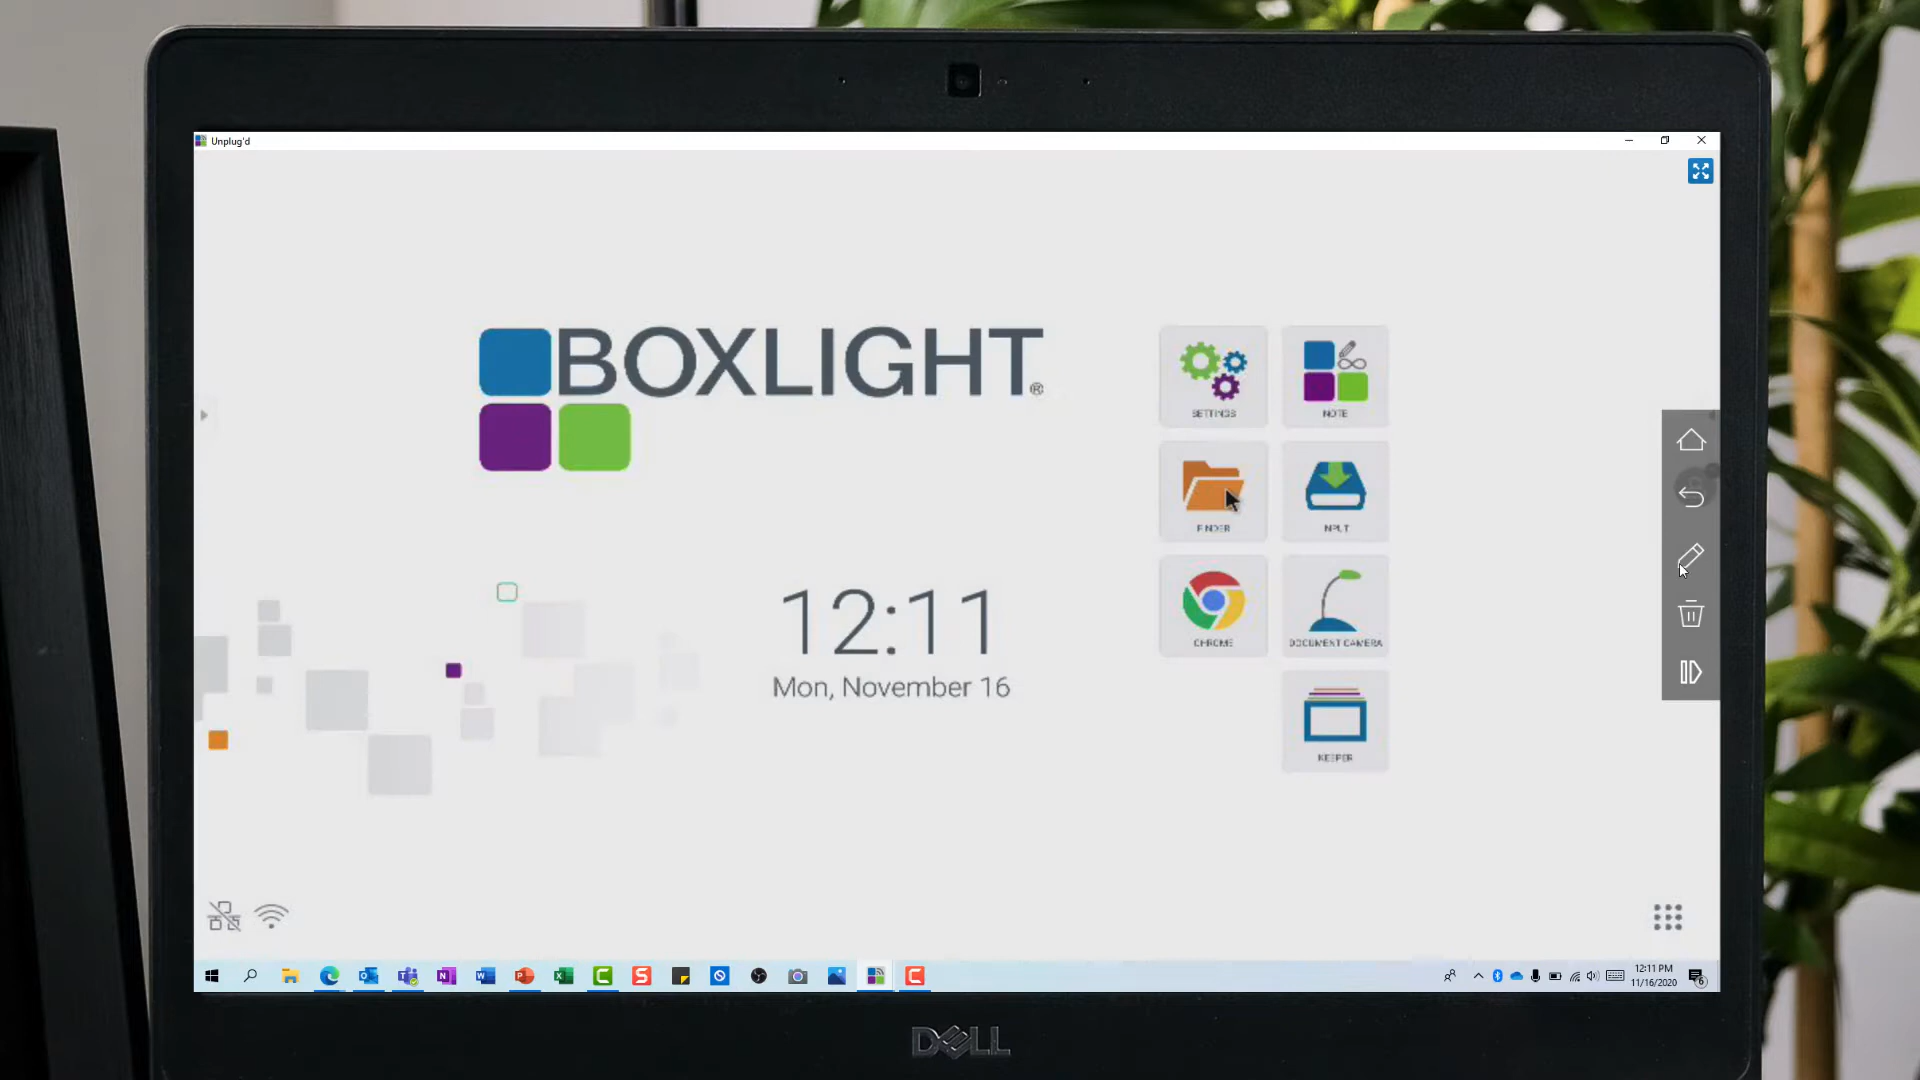 Unplug'd
BOXLIGHT®
SETTINGS
NOTE
FINDER
INPUT
12:11
Mon, November 16
CHROME
DOCUMENT CAMERA
KEEPER
12:11 PM
11/16/2020
6
DELL